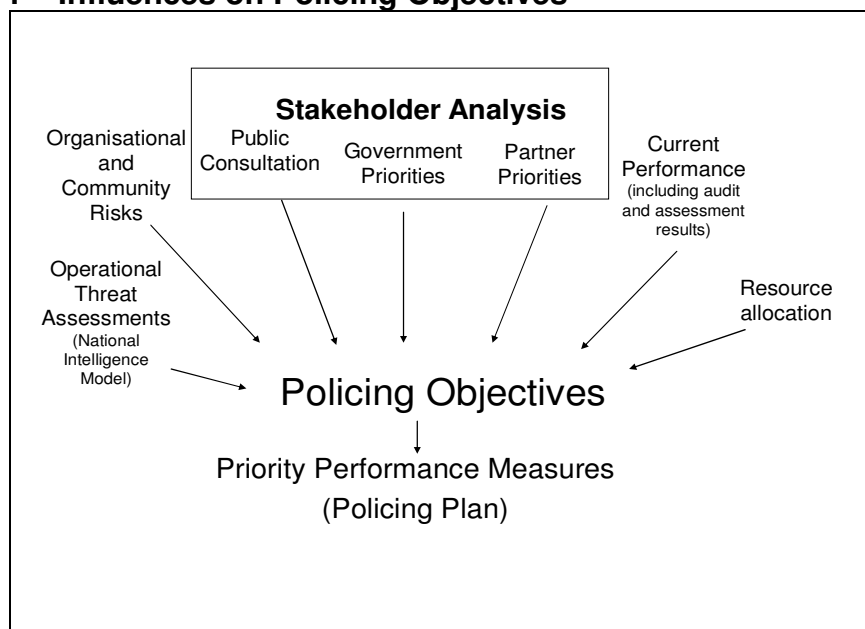 Influences on Policing Objectives
Stakeholder Analysis
Public
Consultation
Government
Priorities
Partner
Priorities
Organisational
and
Community
Risks
Current
Performance
(including audit
and assessment
results)
Operational
Threat
Assessments
(National
Intelligence
Model)
Resource
allocation
Policing Objectives
Priority Performance Measures
(Policing Plan)